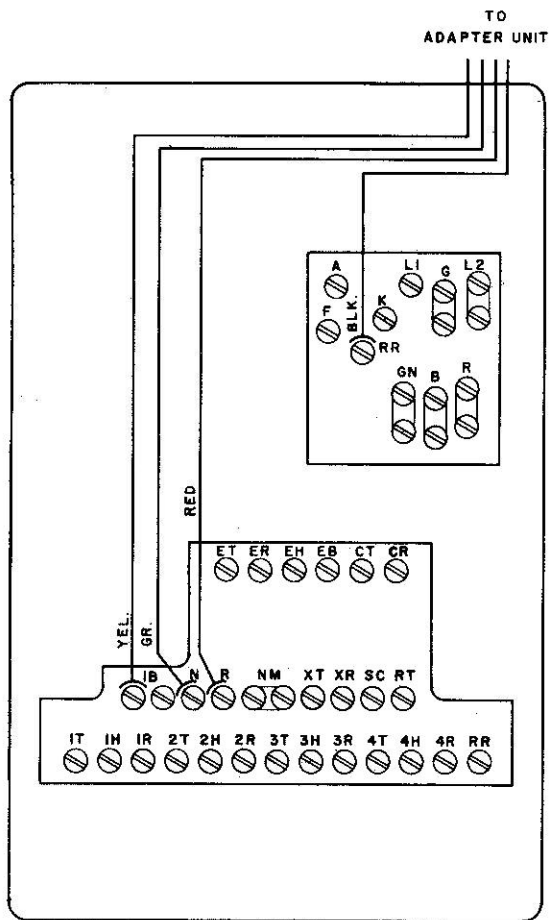 TO
ADAPTER UNIT
A L1 G L2
F K
BLK.
RR
GN B R
RED
ET ER EH EB CT CR
YEL.
GR.
1B N R NM XT XR SC RT
1T 1H 1R 2T 2H 2R 3T 3H 3R 4T 4H 4R RR